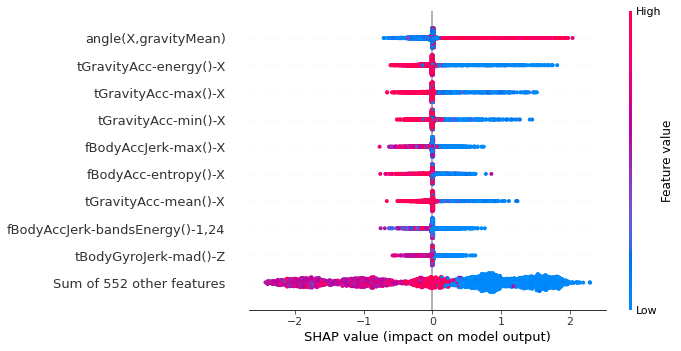 High
angle(X,gravityMean)
tGravityAcc-energy()-X
tGravityAcc-max()-X
tGravityAcc-min()-X
fBodyAccJerk-max()-X
fBodyAcc-entropy()-X
tGravityAcc-mean()-X
fBodyAccJerk-bandsEnergy()-1,24
tBodyGyroJerk-mad()-Z
Sum of 552 other features
Feature value
Low
−2 −1 0 1 2
SHAP value (impact on model output)